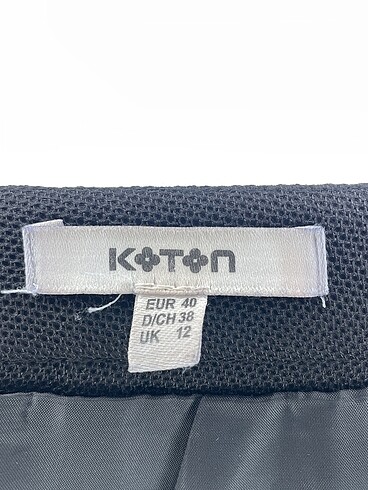 KOTON
EUR 40
D/CH 38
UK 12